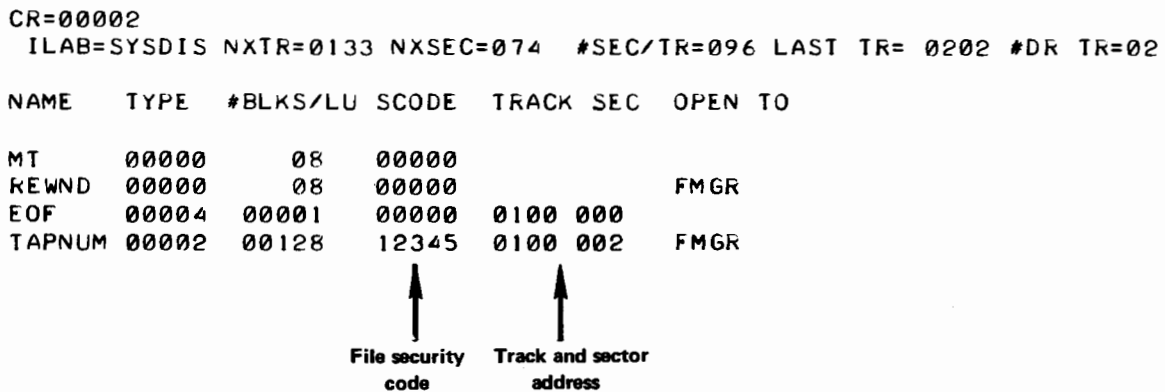 CR=00002
ILAB=SYSDIS NXTR=0133 NXSEC=074 #SEC/TR=096 LAST TR= 0202 #DR TR=02
NAME TYPE #BLKS/LU SCODE TRACK SEC OPEN TO
MT 00000 08 00000
REWND 00000 08 00000 FMGR
EOF 00004 00001 00000 0100 000
TAPNUM 00002 00128 12345 0100 002 FMGR
File security code
Track and sector address